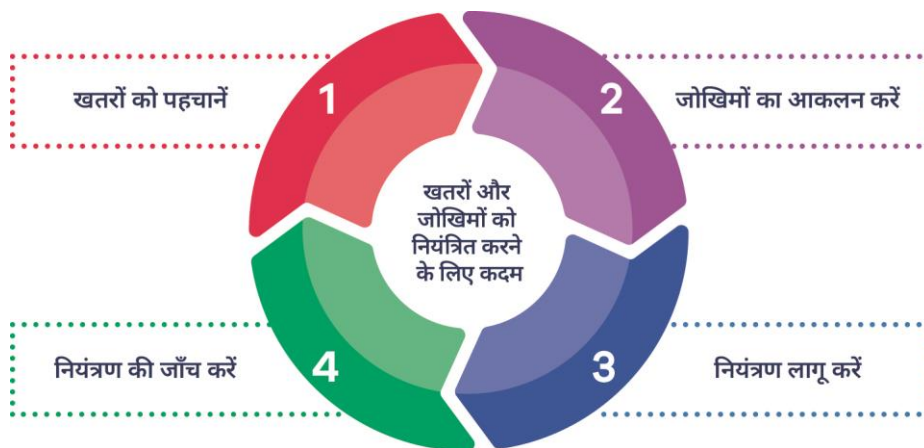 खतरों को पहचानें
1
2
जोखिमों का आकलन करें
खतरों और
जोखिमों को
नियंत्रित करने
के लिए कदम
नियंत्रण की जाँच करें
4
3
नियंत्रण लागू करें